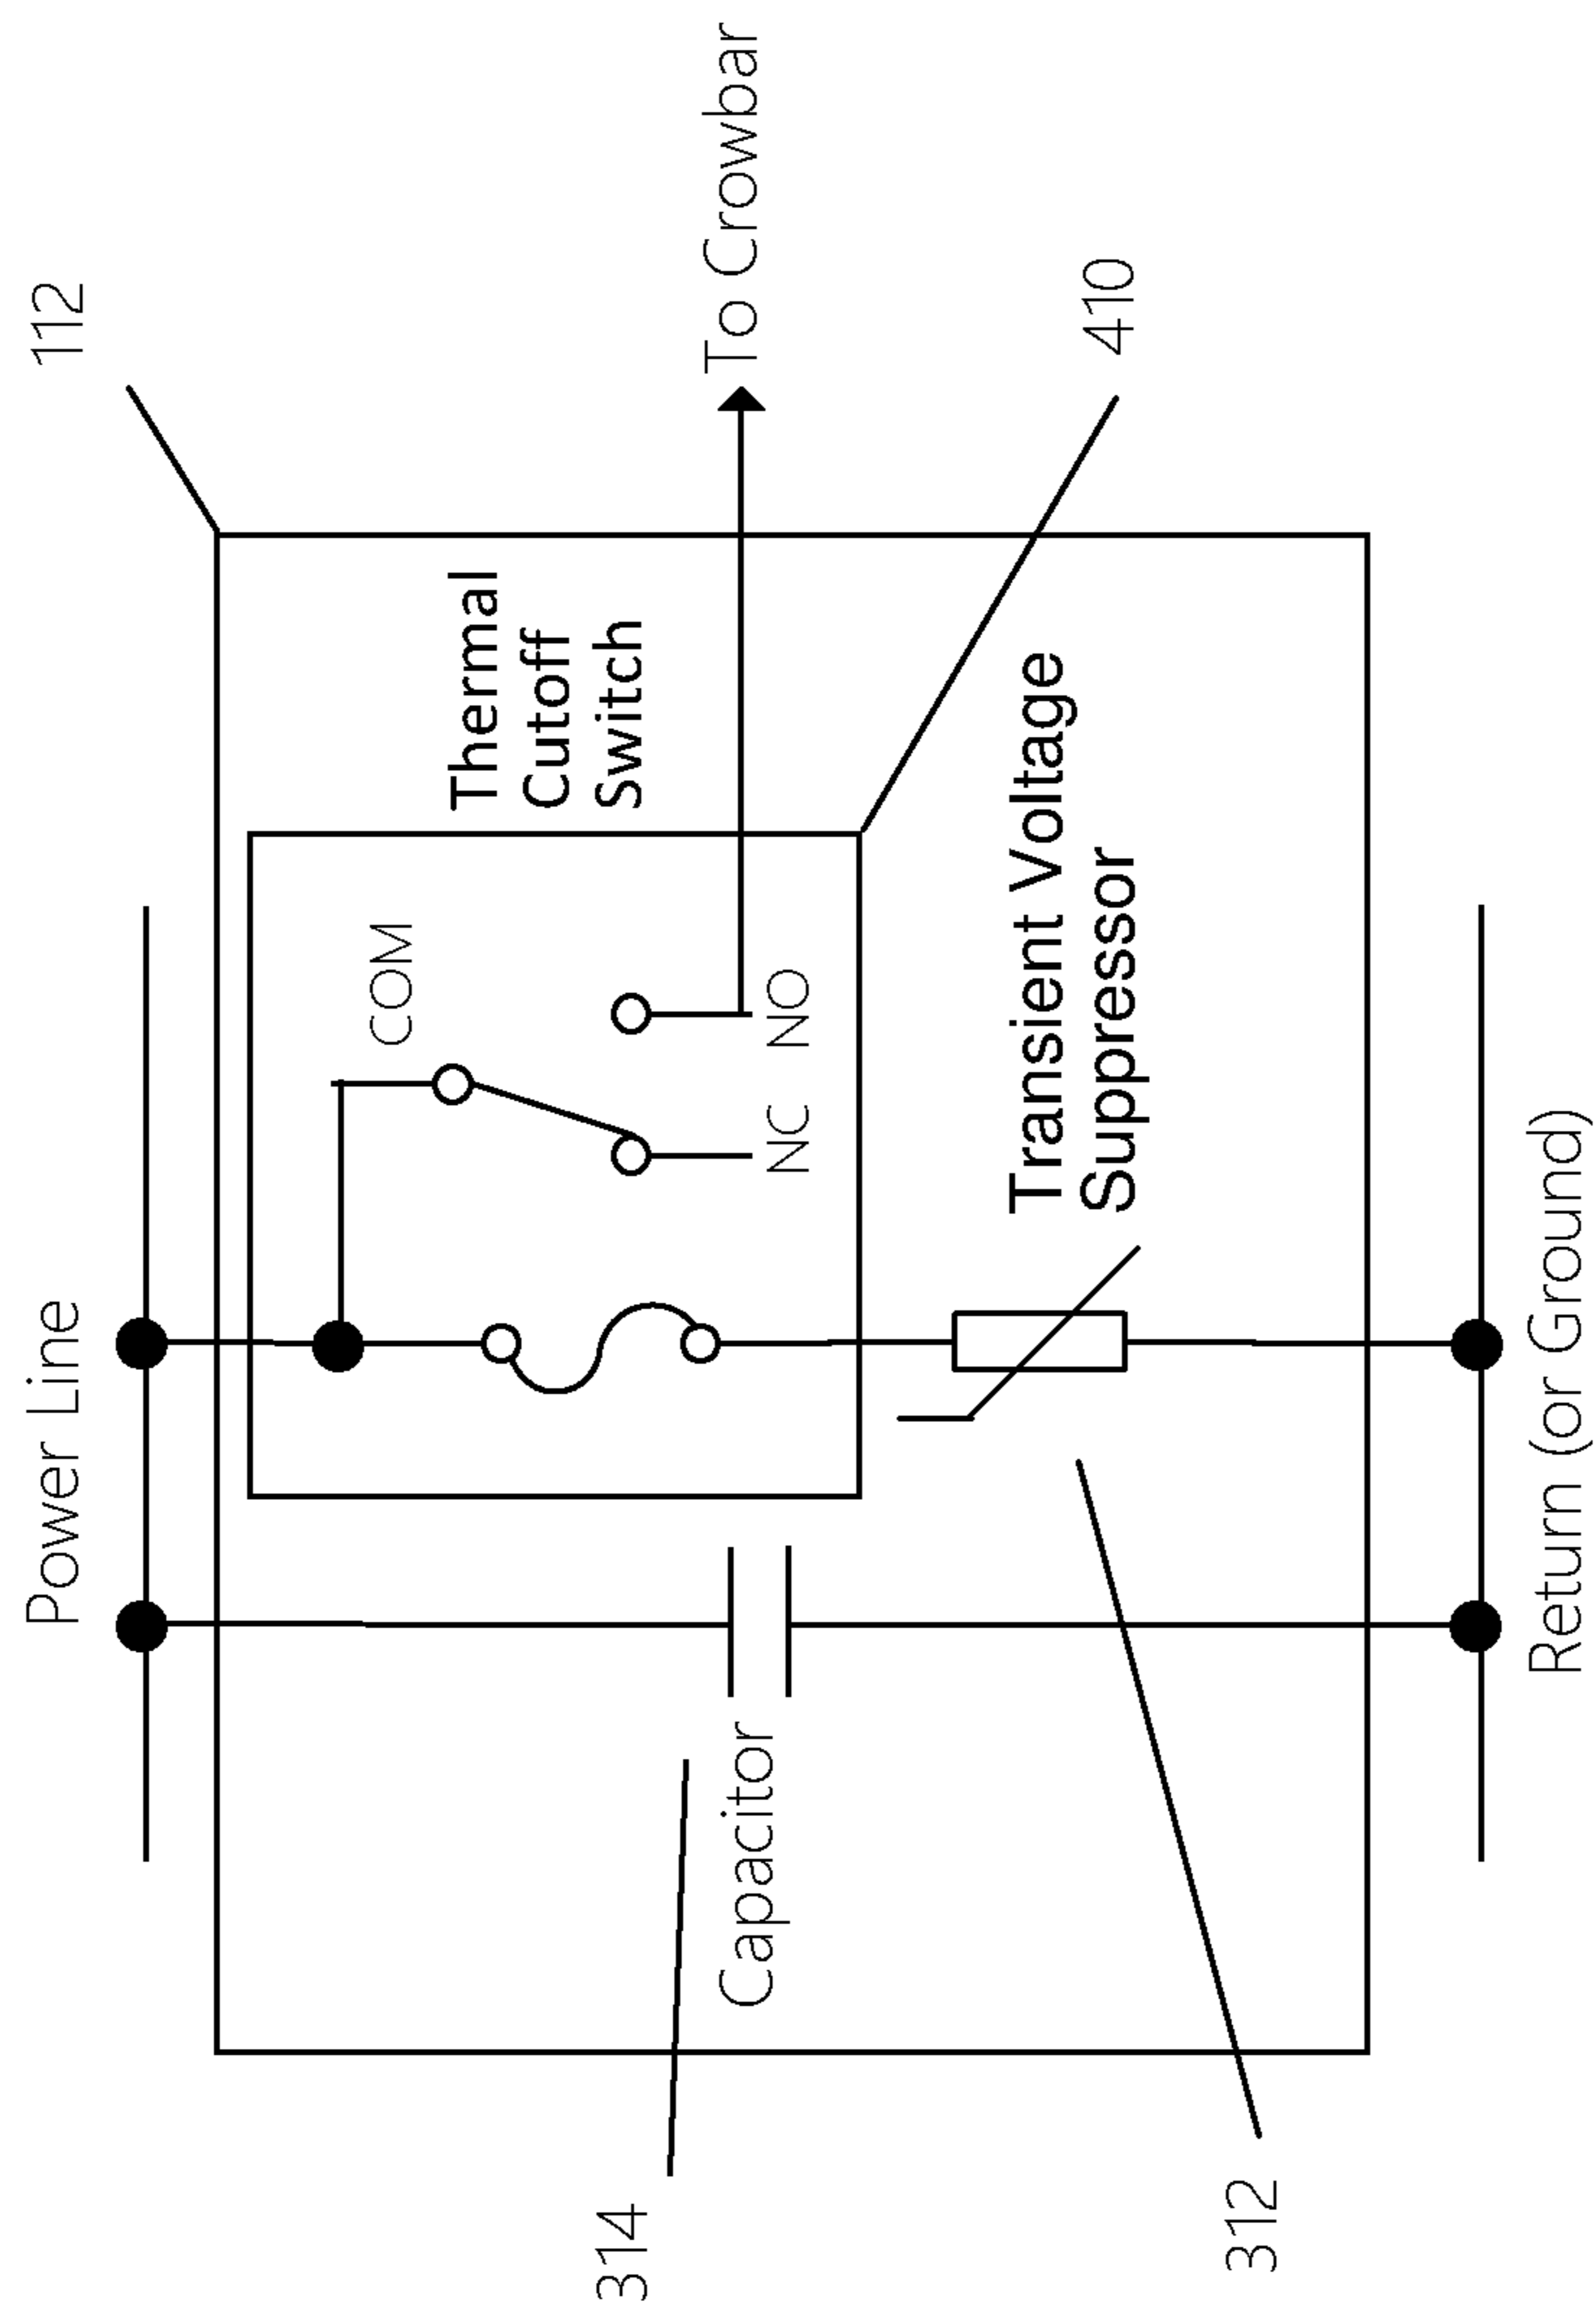 Power Line
112
COM
Thermal
Cutoff
Switch
314
Capacitor
NC
NO
To Crowbar
Transient Voltage
Suppressor
410
312
Return (or Ground)